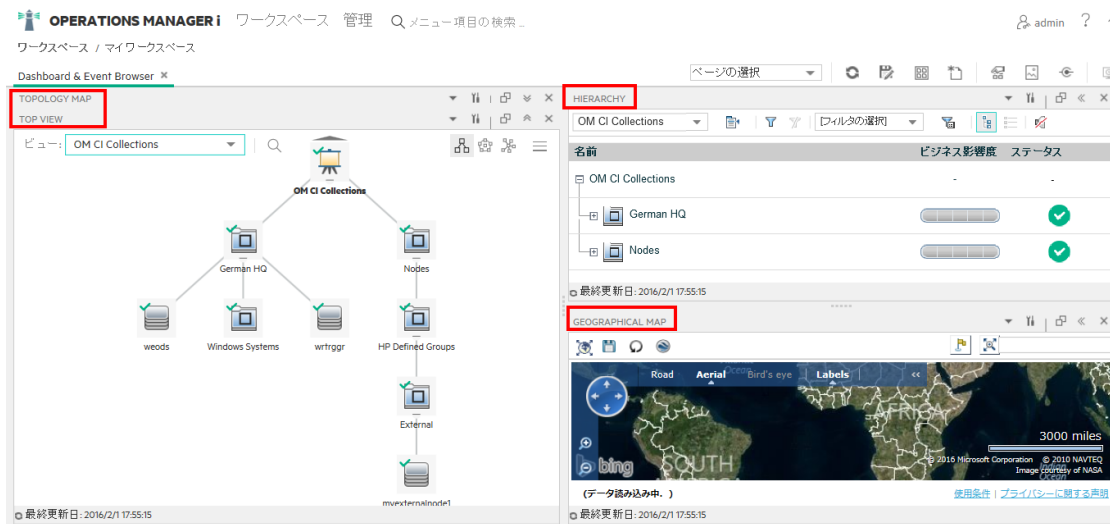 OPERATIONS MANAGER i ワークスペース 管理 メニュー項目の検索 ... admin ?
ワークスペース / マイワークスペース
Dashboard & Event Browser ×
ページの選択
TOPOLOGY MAP
TOP VIEW
ビュー: OM CI Collections
OM CI Collections
German HQ
Nodes
weods
Windows Systems
wrtrggr
HP Defined Groups
External
myexternalnode1
最終更新日: 2016/2/1 17:55:15
HIERARCHY
OM CI Collections
[フィルタの選択]
名前 ビジネス影響度 ステータス
OM CI Collections - -
German HQ
Nodes
最終更新日: 2016/2/1 17:55:15
GEOGRAPHICAL MAP
Road Aerial Bird's eye Labels «
Ocean
AFRICA
SOUTH
AMERICA
3000 miles
bing
© 2016 Microsoft Corporation © 2010 NAVTEQ
Image courtesy of NASA
Indian
Ocean
(データ読み込み中. )
使用条件 | プライバシーに関する声明
最終更新日: 2016/2/1 17:55:15